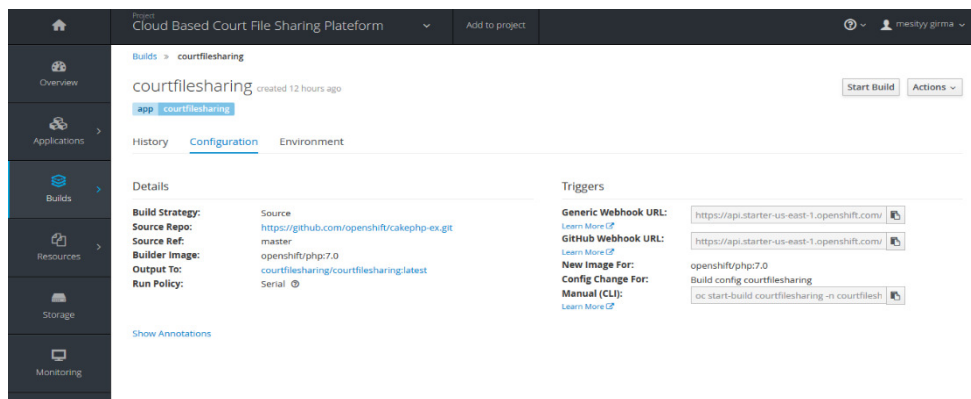 Project
Cloud Based Court File Sharing Plateform
Add to project
mesityy girma
Overview
Applications
Builds
Resources
Storage
Monitoring
Builds » courtfilesharing
courtfilesharing created 12 hours ago
Start Build
Actions
app courtfilesharing
History Configuration Environment
Details
Build Strategy: Source
Source Repo: https://github.com/openshift/cakephp-ex.git
Source Ref: master
Builder Image: openshift/php:7.0
Output To: courtfilesharing/courtfilesharing:latest
Run Policy: Serial
Show Annotations
Triggers
Generic Webhook URL: https://api.starter-us-east-1.openshift.com/
Learn More
GitHub Webhook URL: https://api.starter-us-east-1.openshift.com/
Learn More
New Image For: openshift/php:7.0
Config Change For: Build config courtfilesharing
Manual (CLI): oc start-build courtfilesharing -n courtfilesh
Learn More